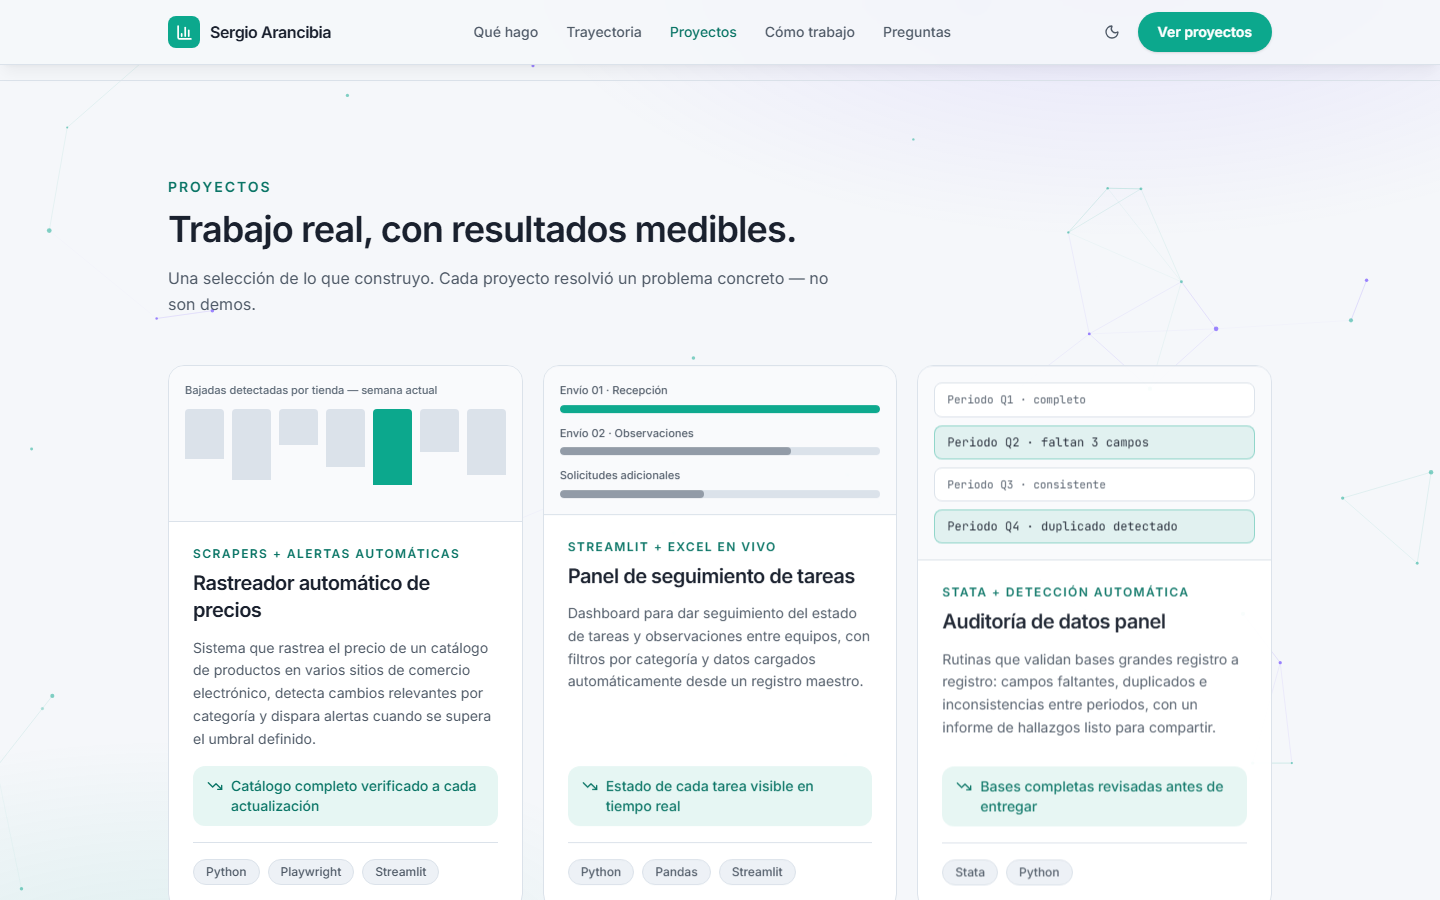 Sergio Arancibia
Qué hago
Trayectoria
Proyectos
Cómo trabajo
Preguntas
Ver proyectos
PROYECTOS
Trabajo real, con resultados medibles.
Una selección de lo que construyo. Cada proyecto resolvió un problema concreto — no
son demos.
Bajadas detectadas por tienda — semana actual
SCRAPERS + ALERTAS AUTOMÁTICAS
Rastreador automático de
precios
Sistema que rastrea el precio de un catálogo
de productos en varios sitios de comercio
electrónico, detecta cambios relevantes por
categoría y dispara alertas cuando se supera
el umbral definido.
Catálogo completo verificado a cada
actualización
Python
Playwright
Streamlit
Envío 01 · Recepción
Envío 02 · Observaciones
Solicitudes adicionales
STREAMLIT + EXCEL EN VIVO
Panel de seguimiento de tareas
Dashboard para dar seguimiento del estado
de tareas y observaciones entre equipos, con
filtros por categoría y datos cargados
automáticamente desde un registro maestro.
Estado de cada tarea visible en
tiempo real
Python
Pandas
Streamlit
Periodo Q1 · completo
Periodo Q2 · faltan 3 campos
Periodo Q3 · consistente
Periodo Q4 · duplicado detectado
STATA + DETECCIÓN AUTOMÁTICA
Auditoría de datos panel
Rutinas que validan bases grandes registro a
registro: campos faltantes, duplicados e
inconsistencias entre periodos, con un
informe de hallazgos listo para compartir.
Bases completas revisadas antes de
entregar
Stata
Python